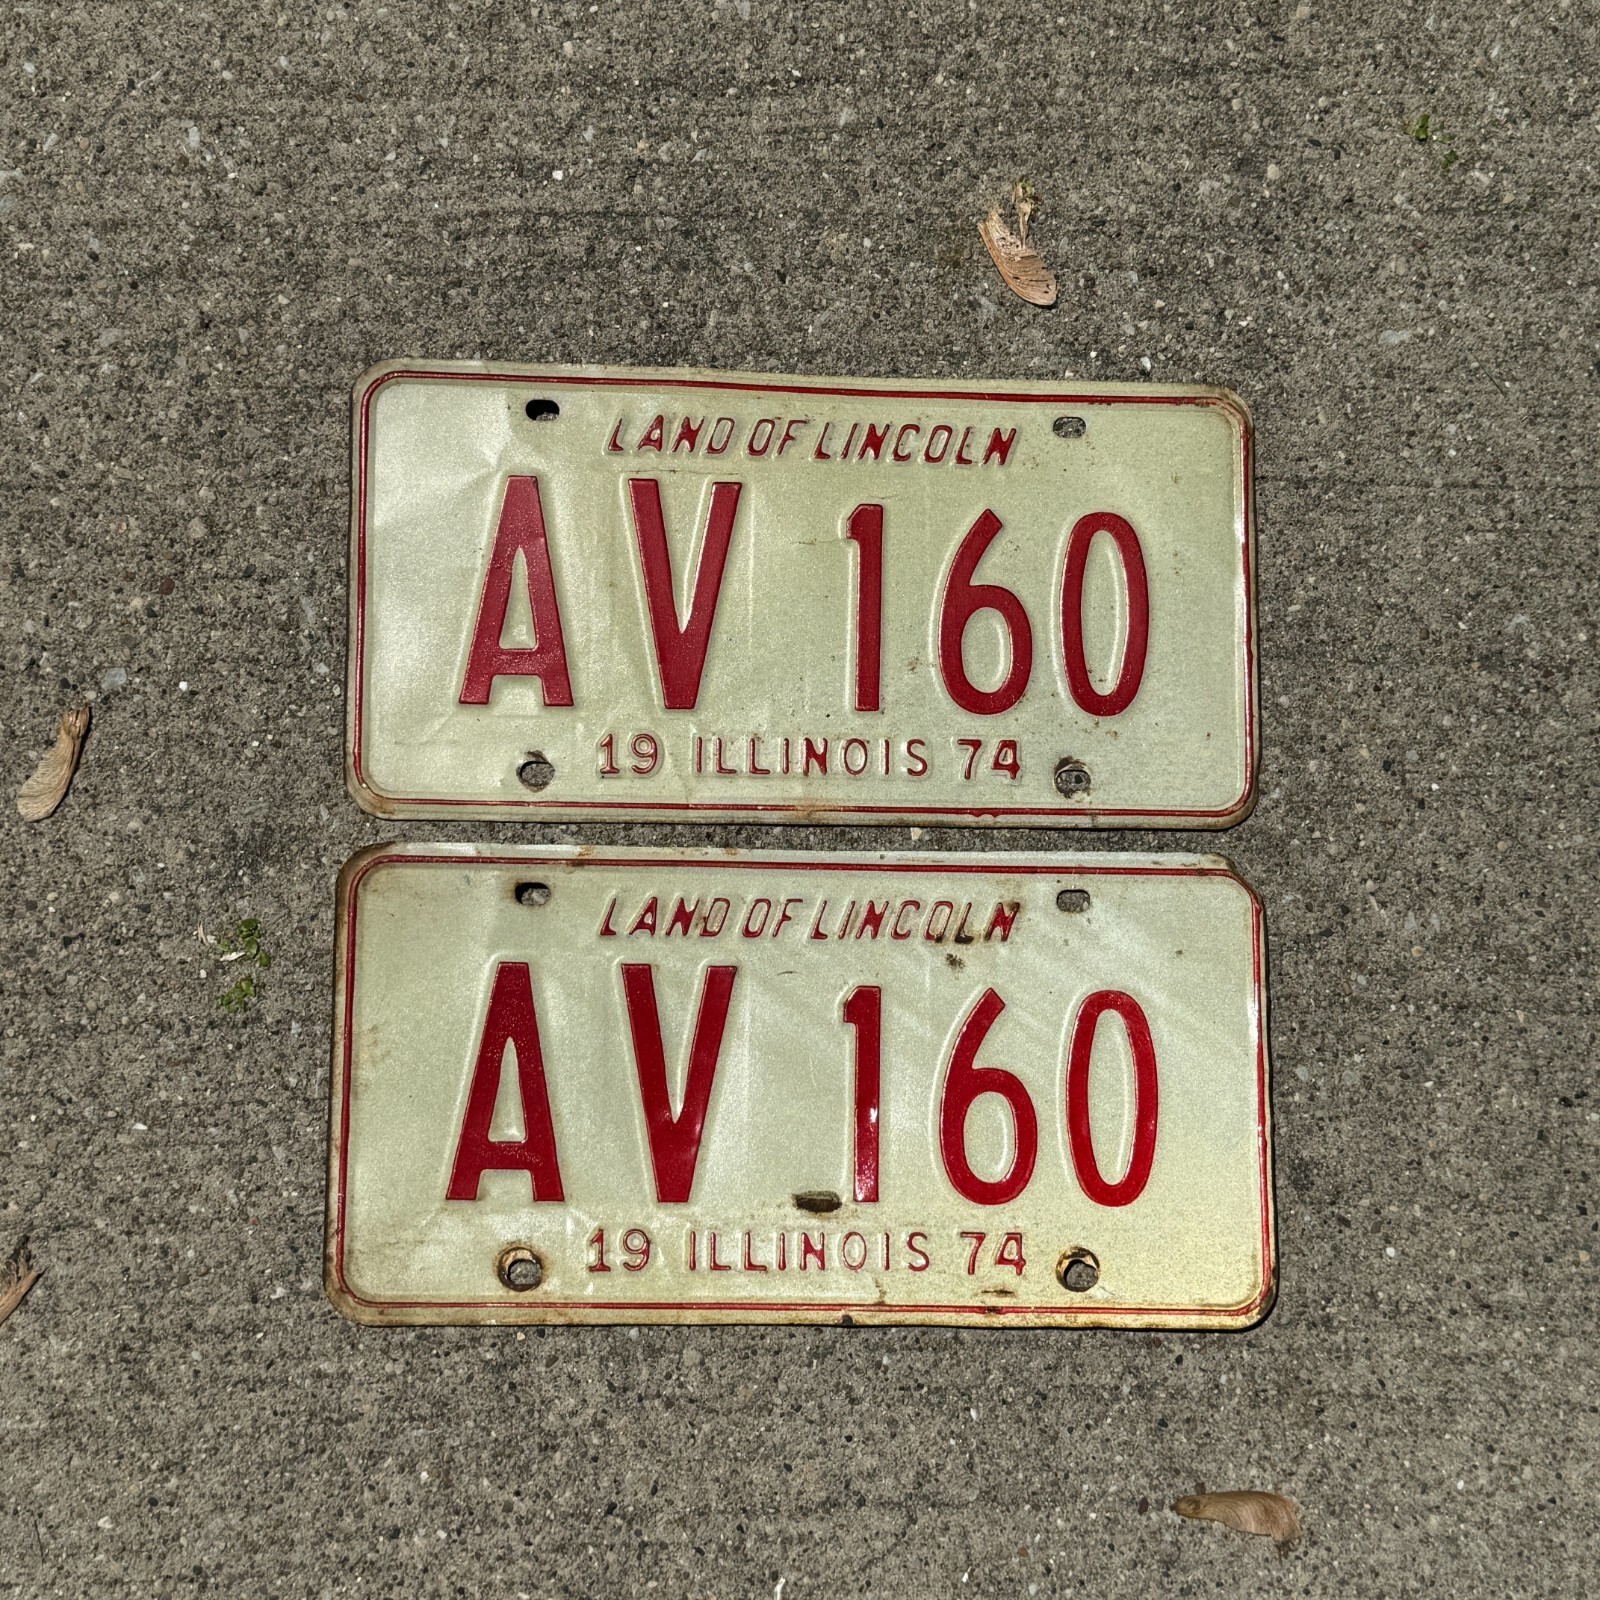 LAND OF LINCOLN
AV 160
19 ILLINOIS 74
LAND OF LINCOLN
AV 160
19 ILLINOIS 74